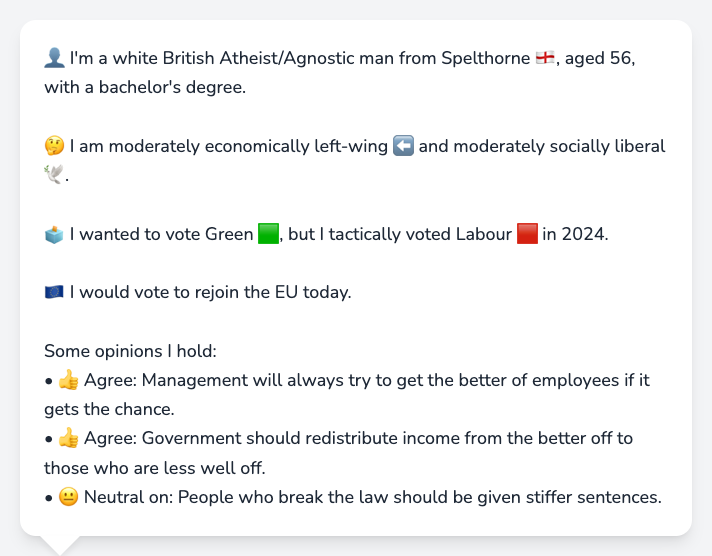 👤 I'm a white British Atheist/Agnostic man from Spelthorne 🏴󠁧󠁢󠁥󠁮󠁧󠁿, aged 56,
with a bachelor's degree.
🤔 I am moderately economically left-wing ⬅️ and moderately socially liberal
🕊️.
🗳️ I wanted to vote Green 🟩, but I tactically voted Labour 🟥 in 2024.
🇪🇺 I would vote to rejoin the EU today.
Some opinions I hold:
• 👍 Agree: Management will always try to get the better of employees if it
gets the chance.
• 👍 Agree: Government should redistribute income from the better off to
those who are less well off.
• 😐 Neutral on: People who break the law should be given stiffer sentences.